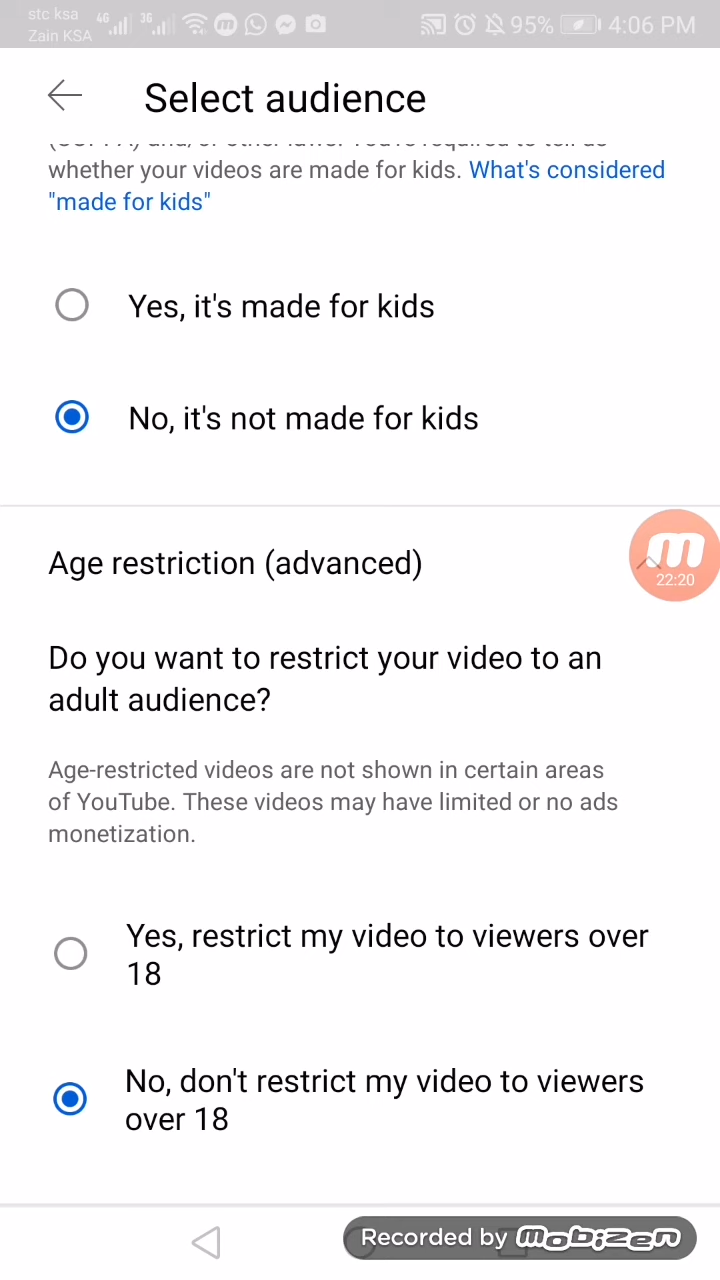 stc ksa
Zain KSA
4G
3G
95%
4:06 PM
Select audience
whether your videos are made for kids. What's considered
"made for kids"
Yes, it's made for kids
No, it's not made for kids
Age restriction (advanced)
m
22:20
Do you want to restrict your video to an
adult audience?
Age-restricted videos are not shown in certain areas
of YouTube. These videos may have limited or no ads
monetization.
Yes, restrict my video to viewers over
18
No, don't restrict my video to viewers
over 18
Recorded by mobizen